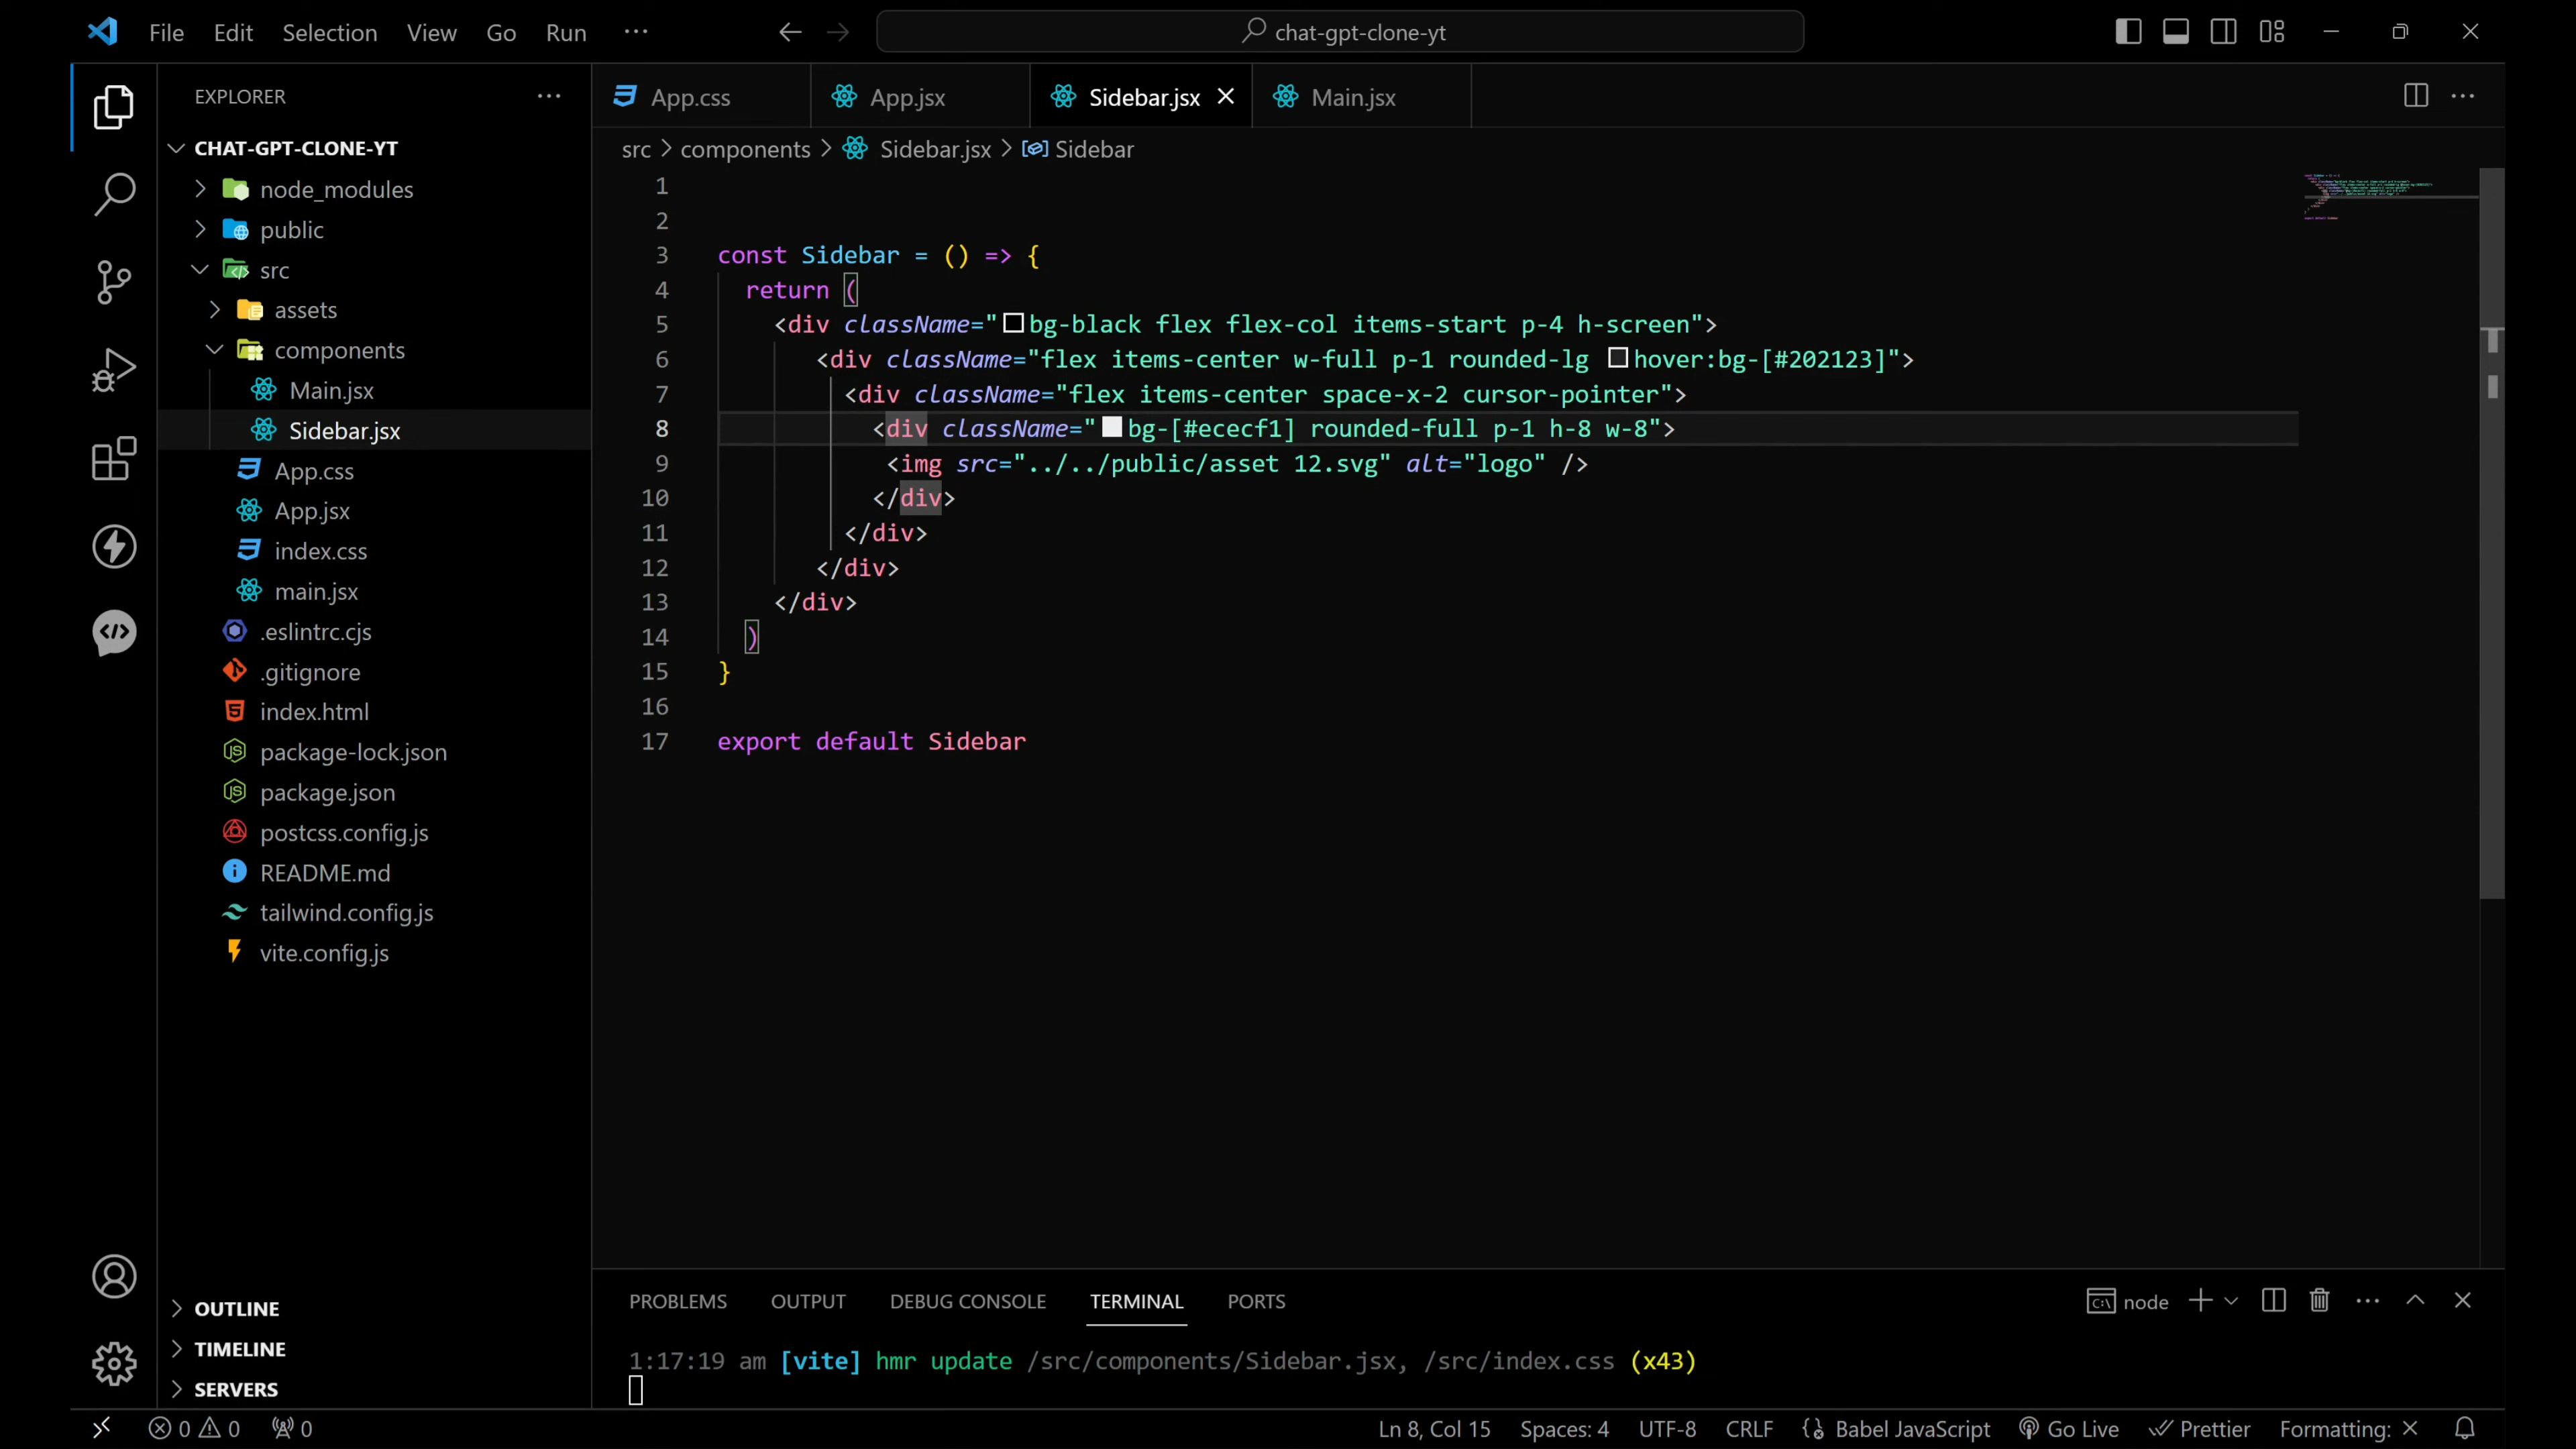 File Edit Selection View Go Run ···
chat-gpt-clone-yt
EXPLORER
App.css App.jsx Sidebar.jsx Main.jsx
CHAT-GPT-CLONE-YT
node_modules
public
src
assets
components
Main.jsx
Sidebar.jsx
App.css
App.jsx
index.css
main.jsx
.eslintrc.cjs
.gitignore
index.html
package-lock.json
package.json
postcss.config.js
README.md
tailwind.config.js
vite.config.js
OUTLINE
TIMELINE
SERVERS
src > components > Sidebar.jsx > Sidebar
1
2
3 const Sidebar = () => {
4 return (
5 <div className="bg-black flex flex-col items-start p-4 h-screen">
6 <div className="flex items-center w-full p-1 rounded-lg hover:bg-[#202123]">
7 <div className="flex items-center space-x-2 cursor-pointer">
8 <div className="bg-[#ececf1] rounded-full p-1 h-8 w-8">
9 <img src="../../public/asset 12.svg" alt="logo" />
10 </div>
11 </div>
12 </div>
13 </div>
14 )
15 }
16
17 export default Sidebar
PROBLEMS OUTPUT DEBUG CONSOLE TERMINAL PORTS
node
1:17:19 am [vite] hmr update /src/components/Sidebar.jsx, /src/index.css (x43)
0 0 0
Ln 8, Col 15 Spaces: 4 UTF-8 CRLF Babel JavaScript Go Live Prettier Formatting: ×